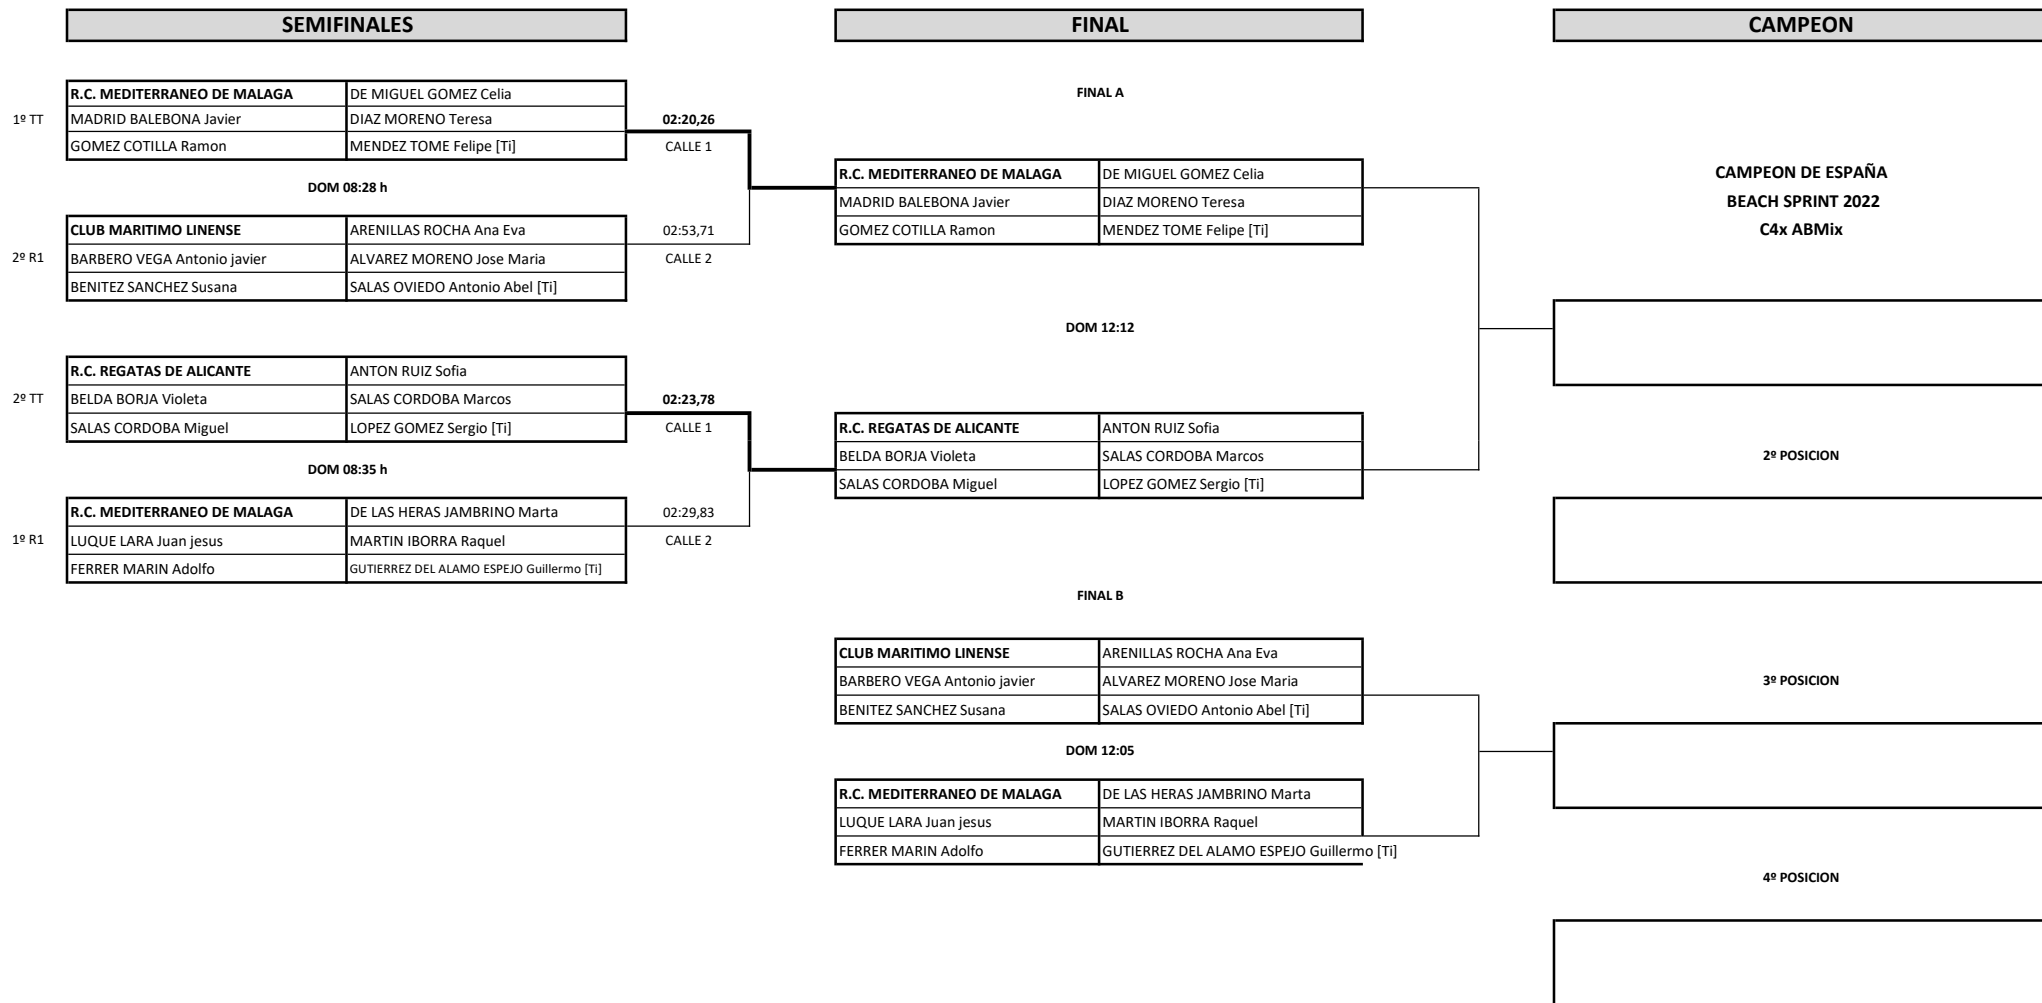 SEMIFINALES
FINAL
CAMPEON
R.C. MEDITERRANEO DE MALAGA DE MIGUEL GOMEZ Celia
1º TT MADRID BALEBONA Javier DIAZ MORENO Teresa 02:20,26
GOMEZ COTILLA Ramon MENDEZ TOME Felipe [Ti] CALLE 1
DOM 08:28 h
CLUB MARITIMO LINENSE ARENILLAS ROCHA Ana Eva 02:53,71
2º R1 BARBERO VEGA Antonio javier ALVAREZ MORENO Jose Maria CALLE 2
BENITEZ SANCHEZ Susana SALAS OVIEDO Antonio Abel [Ti]
R.C. REGATAS DE ALICANTE ANTON RUIZ Sofia
2º TT BELDA BORJA Violeta SALAS CORDOBA Marcos 02:23,78
SALAS CORDOBA Miguel LOPEZ GOMEZ Sergio [Ti] CALLE 1
DOM 08:35 h
R.C. MEDITERRANEO DE MALAGA DE LAS HERAS JAMBRINO Marta 02:29,83
1º R1 LUQUE LARA Juan jesus MARTIN IBORRA Raquel CALLE 2
FERRER MARIN Adolfo GUTIERREZ DEL ALAMO ESPEJO Guillermo [Ti]
FINAL A
R.C. MEDITERRANEO DE MALAGA DE MIGUEL GOMEZ Celia
MADRID BALEBONA Javier DIAZ MORENO Teresa
GOMEZ COTILLA Ramon MENDEZ TOME Felipe [Ti]
DOM 12:12
R.C. REGATAS DE ALICANTE ANTON RUIZ Sofia
BELDA BORJA Violeta SALAS CORDOBA Marcos
SALAS CORDOBA Miguel LOPEZ GOMEZ Sergio [Ti]
FINAL B
CLUB MARITIMO LINENSE ARENILLAS ROCHA Ana Eva
BARBERO VEGA Antonio javier ALVAREZ MORENO Jose Maria
BENITEZ SANCHEZ Susana SALAS OVIEDO Antonio Abel [Ti]
DOM 12:05
R.C. MEDITERRANEO DE MALAGA DE LAS HERAS JAMBRINO Marta
LUQUE LARA Juan jesus MARTIN IBORRA Raquel
FERRER MARIN Adolfo GUTIERREZ DEL ALAMO ESPEJO Guillermo [Ti]
CAMPEON DE ESPAÑA
BEACH SPRINT 2022
C4x ABMix
2º POSICION
3º POSICION
4º POSICION